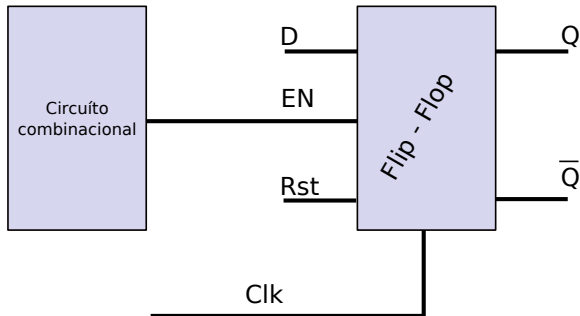 Circuíto
combinacional
D
EN
Rst
Clk
Flip - Flop
Q
Q̅